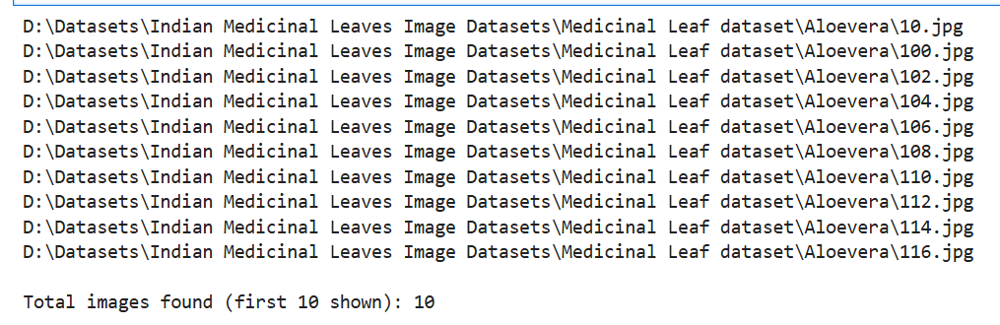 D:\Datasets\Indian Medicinal Leaves Image Datasets\Medicinal Leaf dataset\Aloevera\10.jpg
D:\Datasets\Indian Medicinal Leaves Image Datasets\Medicinal Leaf dataset\Aloevera\100.jpg
D:\Datasets\Indian Medicinal Leaves Image Datasets\Medicinal Leaf dataset\Aloevera\102.jpg
D:\Datasets\Indian Medicinal Leaves Image Datasets\Medicinal Leaf dataset\Aloevera\104.jpg
D:\Datasets\Indian Medicinal Leaves Image Datasets\Medicinal Leaf dataset\Aloevera\106.jpg
D:\Datasets\Indian Medicinal Leaves Image Datasets\Medicinal Leaf dataset\Aloevera\108.jpg
D:\Datasets\Indian Medicinal Leaves Image Datasets\Medicinal Leaf dataset\Aloevera\110.jpg
D:\Datasets\Indian Medicinal Leaves Image Datasets\Medicinal Leaf dataset\Aloevera\112.jpg
D:\Datasets\Indian Medicinal Leaves Image Datasets\Medicinal Leaf dataset\Aloevera\114.jpg
D:\Datasets\Indian Medicinal Leaves Image Datasets\Medicinal Leaf dataset\Aloevera\116.jpg
Total images found (first 10 shown): 10